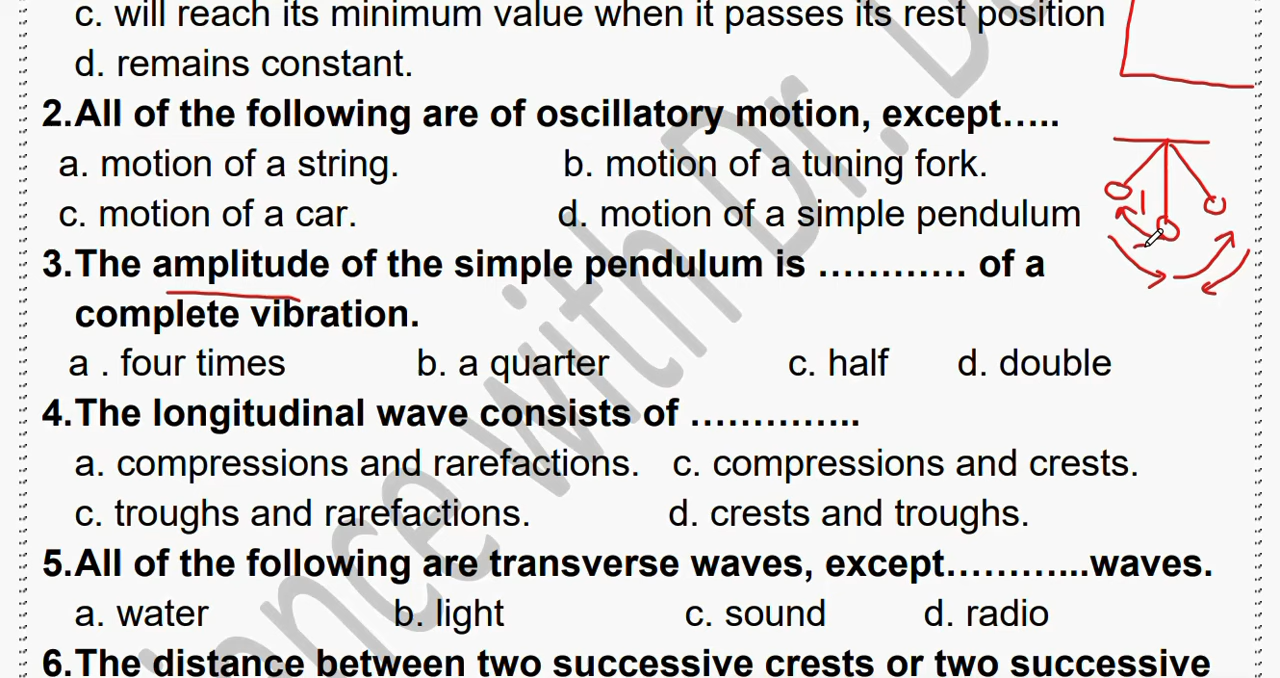 c. will reach its minimum value when it passes its rest position
d. remains constant.
2.All of the following are of oscillatory motion, except…..
a. motion of a string. b. motion of a tuning fork.
c. motion of a car. d. motion of a simple pendulum
3.The amplitude of the simple pendulum is ………… of a
complete vibration.
a . four times b. a quarter c. half d. double
4.The longitudinal wave consists of …………..
a. compressions and rarefactions. c. compressions and crests.
c. troughs and rarefactions. d. crests and troughs.
5.All of the following are transverse waves, except………...waves.
a. water b. light c. sound d. radio
6.The distance between two successive crests or two successive
with Dr.